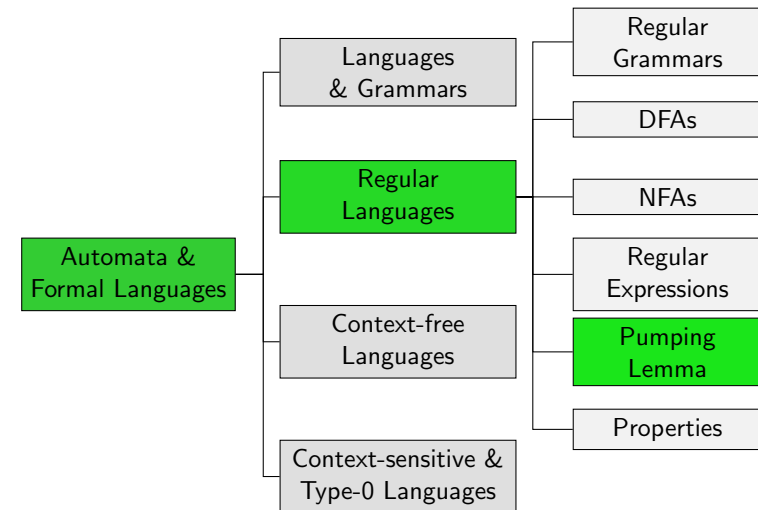 Automata &
Formal Languages
Languages
& Grammars
Regular
Languages
Context-free
Languages
Context-sensitive &
Type-0 Languages
Regular
Grammars
DFAs
NFAs
Regular
Expressions
Pumping
Lemma
Properties